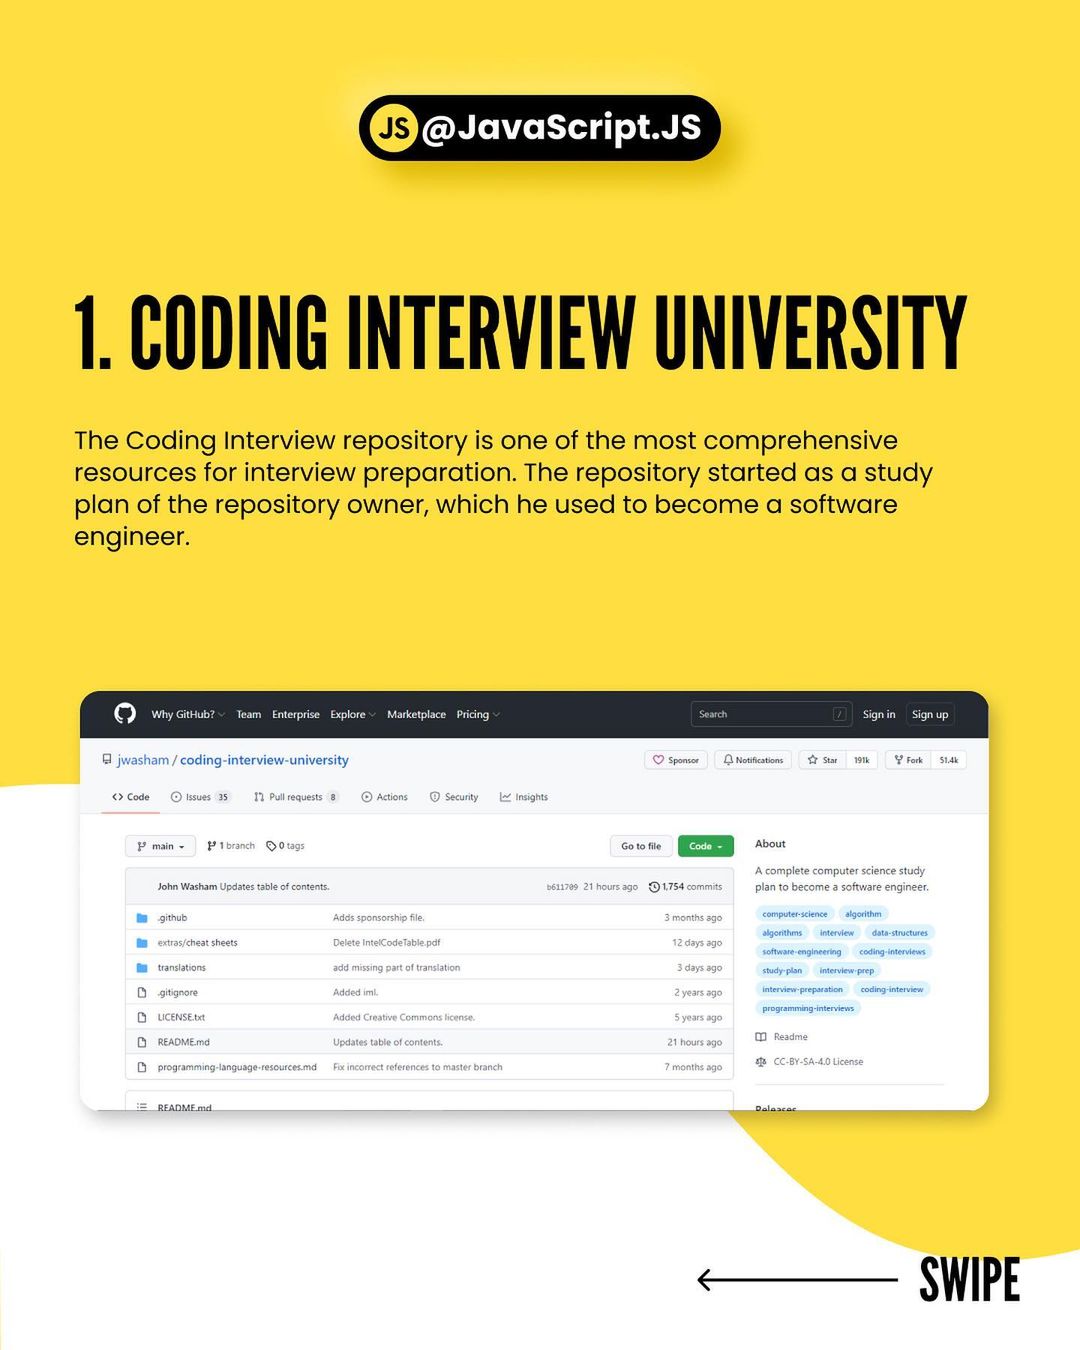 JS @JavaScript.JS
1. CODING INTERVIEW UNIVERSITY
The Coding Interview repository is one of the most comprehensive
resources for interview preparation. The repository started as a study
plan of the repository owner, which he used to become a software
engineer.
Why GitHub? Team Enterprise Explore Marketplace Pricing Search / Sign in Sign up
jwasham / coding-interview-university Sponsor Notifications Star 191k Fork 51.4k
<> Code Issues 35 Pull requests 8 Actions Security Insights
main 1 branch 0 tags Go to file Code
John Washam Updates table of contents. b611709 21 hours ago 1,754 commits
.github Adds sponsorship file. 3 months ago
extras/cheat sheets Delete IntelCodeTable.pdf 12 days ago
translations add missing part of translation 3 days ago
.gitignore Added iml. 2 years ago
LICENSE.txt Added Creative Commons license. 5 years ago
README.md Updates table of contents. 21 hours ago
programming-language-resources.md Fix incorrect references to master branch 7 months ago
README.md
About
A complete computer science study
plan to become a software engineer.
computer-science algorithm
algorithms interview data-structures
software-engineering coding-interviews
study-plan interview-prep
interview-preparation coding-interview
programming-interviews
Readme
CC-BY-SA-4.0 License
Releases
SWIPE